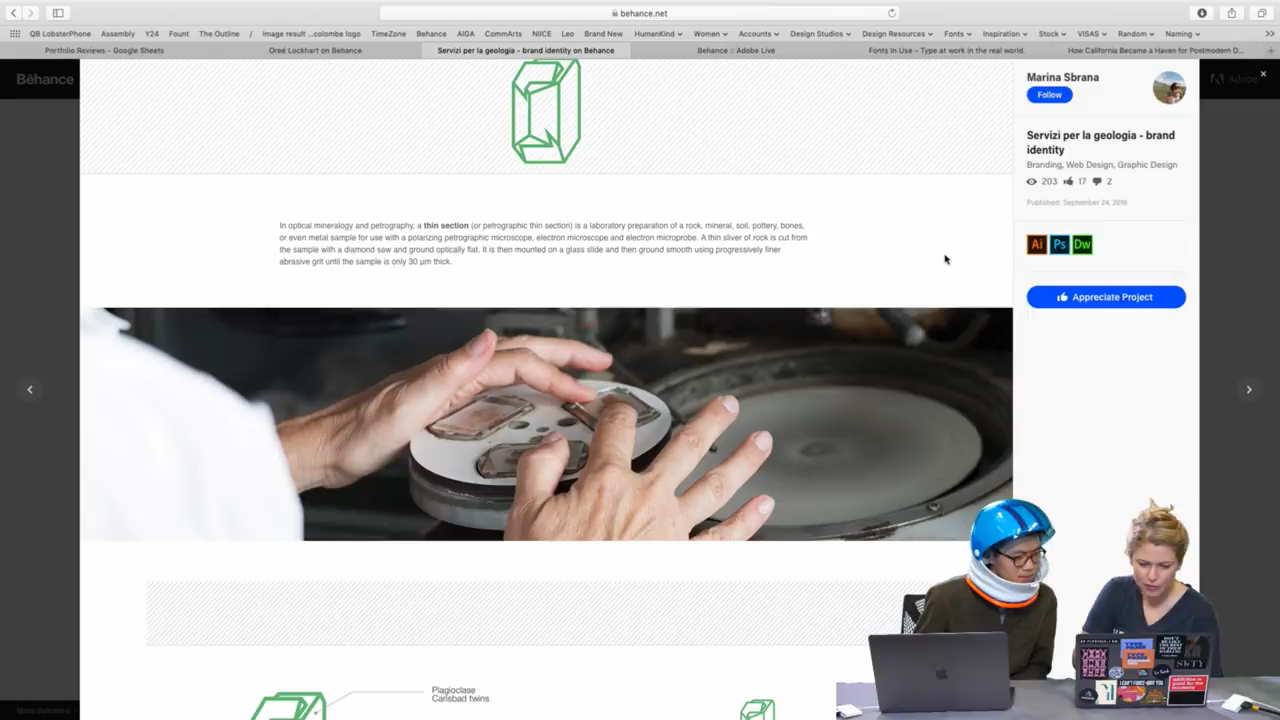 behance.net
QB LobsterPhone Assembly Y24 Fount The Outline / Image result ...colombe logo TimeZone Behance AIGA CommArts NIICE Leo Brand New HumanKind Women Accounts Design Studios Design Resources Fonts Inspiration Stock VISAS Random Naming
Portfolio Reviews - Google Sheets
Oreé Lockhart on Behance
Servizi per la geologia - brand identity on Behance
Behance :: Adobe Live
Fonts In Use – Type at work in the real world.
How California Became a Haven for Postmodern D...
Bēhance
Adobe
Marina Sbrana
Follow
Servizi per la geologia - brand
identity
Branding, Web Design, Graphic Design
203 17 2
Published: September 24, 2016
Ai Ps Dw
Appreciate Project
In optical mineralogy and petrography, a thin section (or petrographic thin section) is a laboratory preparation of a rock, mineral, soil, pottery, bones,
or even metal sample for use with a polarizing petrographic microscope, electron microscope and electron microprobe. A thin sliver of rock is cut from
the sample with a diamond saw and ground optically flat. It is then mounted on a glass slide and then ground smooth using progressively finer
abrasive grit until the sample is only 30 µm thick.
Plagioclase
Carlsbad twins